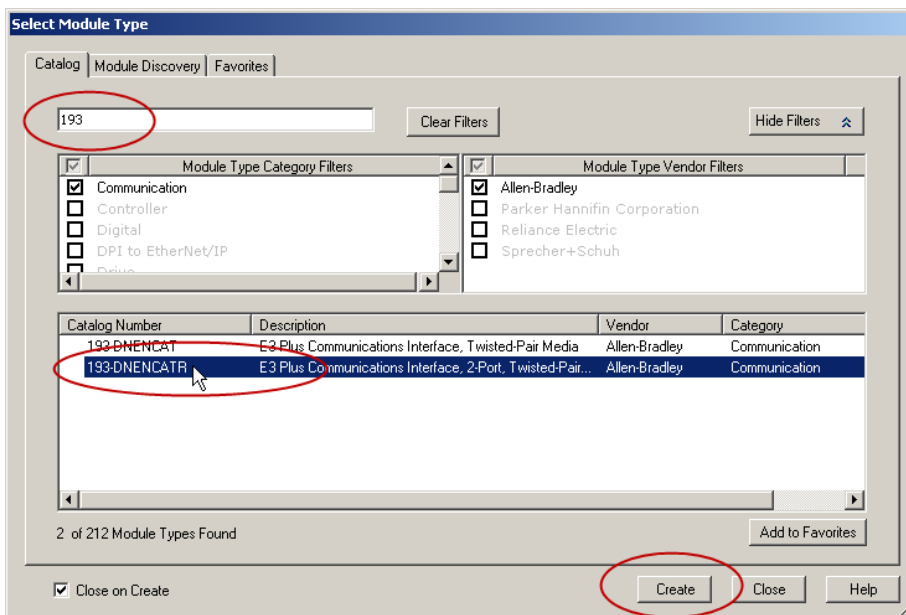 Select Module Type
Catalog Module Discovery Favorites
193 Clear Filters Hide Filters
Module Type Category Filters Module Type Vendor Filters
Communication Allen-Bradley
Controller Parker Hannifin Corporation
Digital Reliance Electric
DPI to EtherNet/IP Sprecher+Schuh
Drive
Catalog Number Description Vendor Category
193-DNENCAT E3 Plus Communications Interface, Twisted-Pair Media Allen-Bradley Communication
193-DNENCATR E3 Plus Communications Interface, 2-Port, Twisted-Pair... Allen-Bradley Communication
2 of 212 Module Types Found Add to Favorites
Close on Create Create Close Help